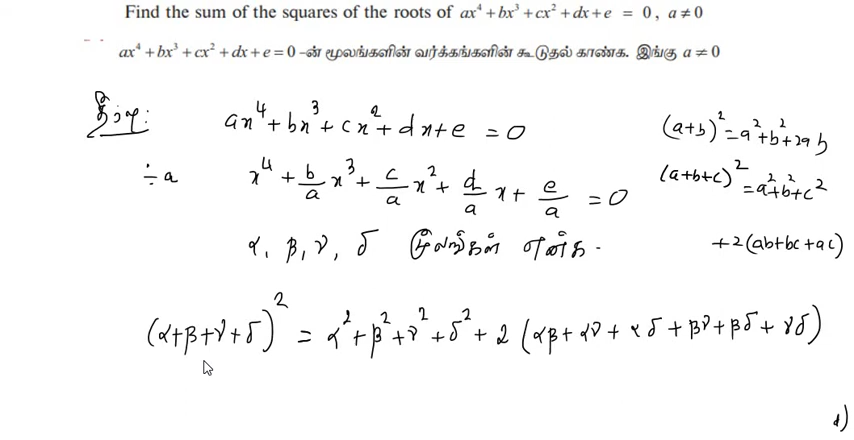 Find the sum of the squares of the roots of ax⁴ + bx³ + cx² + dx + e = 0, a ≠ 0
ax⁴ + bx³ + cx² + dx + e = 0 -ன் மூலங்களின் வர்க்கங்களின் கூடுதல் காண்க. இங்கு a ≠ 0
தீர்வு:
ax⁴ + bx³ + cx² + dx + e = 0
(a+b)² = a² + b² + 2ab
÷ a
x⁴ + b/a x³ + c/a x² + d/a x + e/a = 0
(a+b+c)² = a² + b² + c²
+ 2(ab+bc+ac)
α, β, γ, δ மூலங்கள் என்க.
(α+β+γ+δ)² = α² + β² + γ² + δ² + 2 (αβ + αγ + αδ + βγ + βδ + γδ)